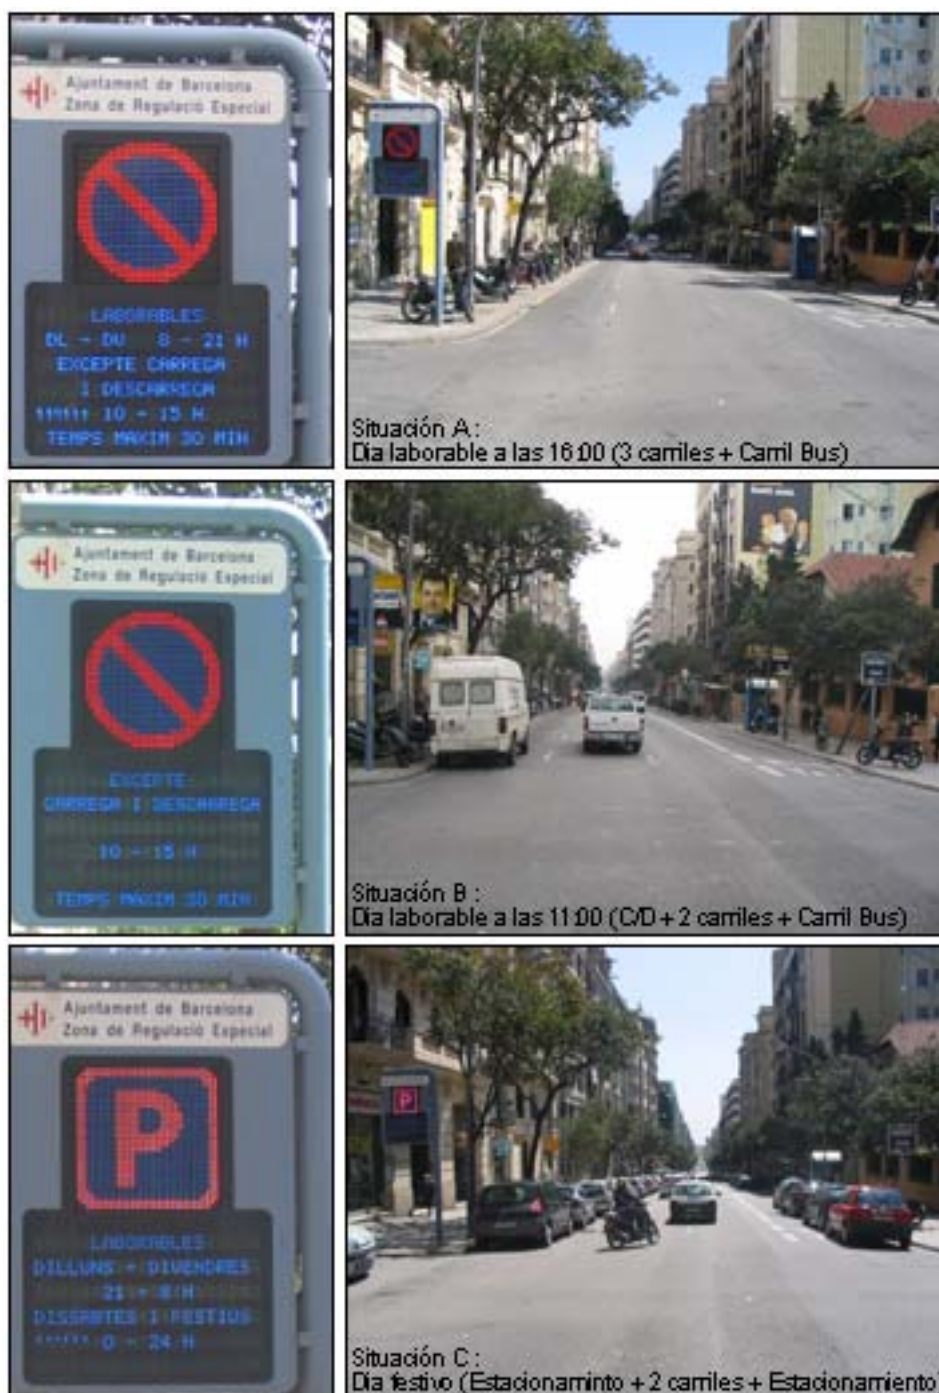 Ajuntament de Barcelona
Zona de Regulació Especial
LABORABLES
DL - DV 8 - 21 H
EXCEPTE CARREGA
I DESCARREGA
10 - 15 H
TEMPS MAXIM 30 MIN
Situación A :
Dia laborable a las 16:00 (3 carriles + Carril Bus)
Ajuntament de Barcelona
Zona de Regulació Especial
EXCEPTE
CARREGA I DESCARREGA
10 - 15 H
TEMPS MAXIM 30 MIN
Situación B :
Dia laborable a las 11:00 (C/D + 2 carriles + Carril Bus)
Ajuntament de Barcelona
Zona de Regulació Especial
P
LABORABLES
DILLUNS - DIVENDRES
21 - 8 H
DISSABTES I FESTIUS
0 - 24 H
P
Situación C :
Dia festivo (Estacionaminto + 2 carriles + Estacionamiento)